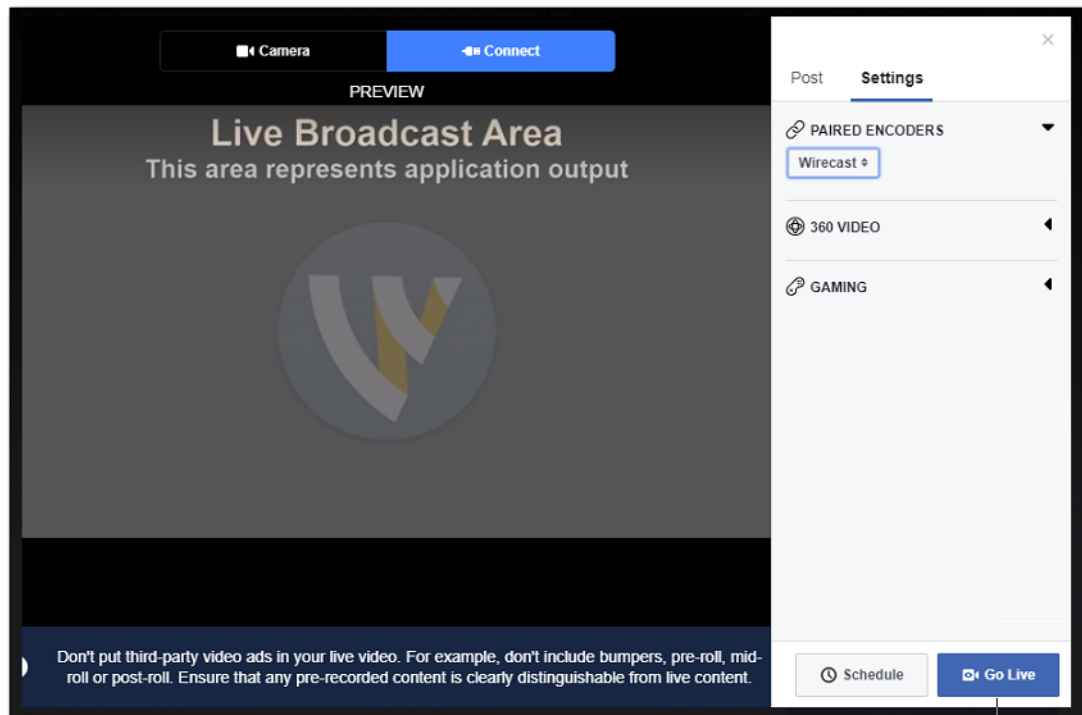 Camera
Connect
PREVIEW
Live Broadcast Area
This area represents application output
Don't put third-party video ads in your live video. For example, don't include bumpers, pre-roll, mid-
roll or post-roll. Ensure that any pre-recorded content is clearly distinguishable from live content.
Post Settings
PAIRED ENCODERS
Wirecast
360 VIDEO
GAMING
Schedule
Go Live